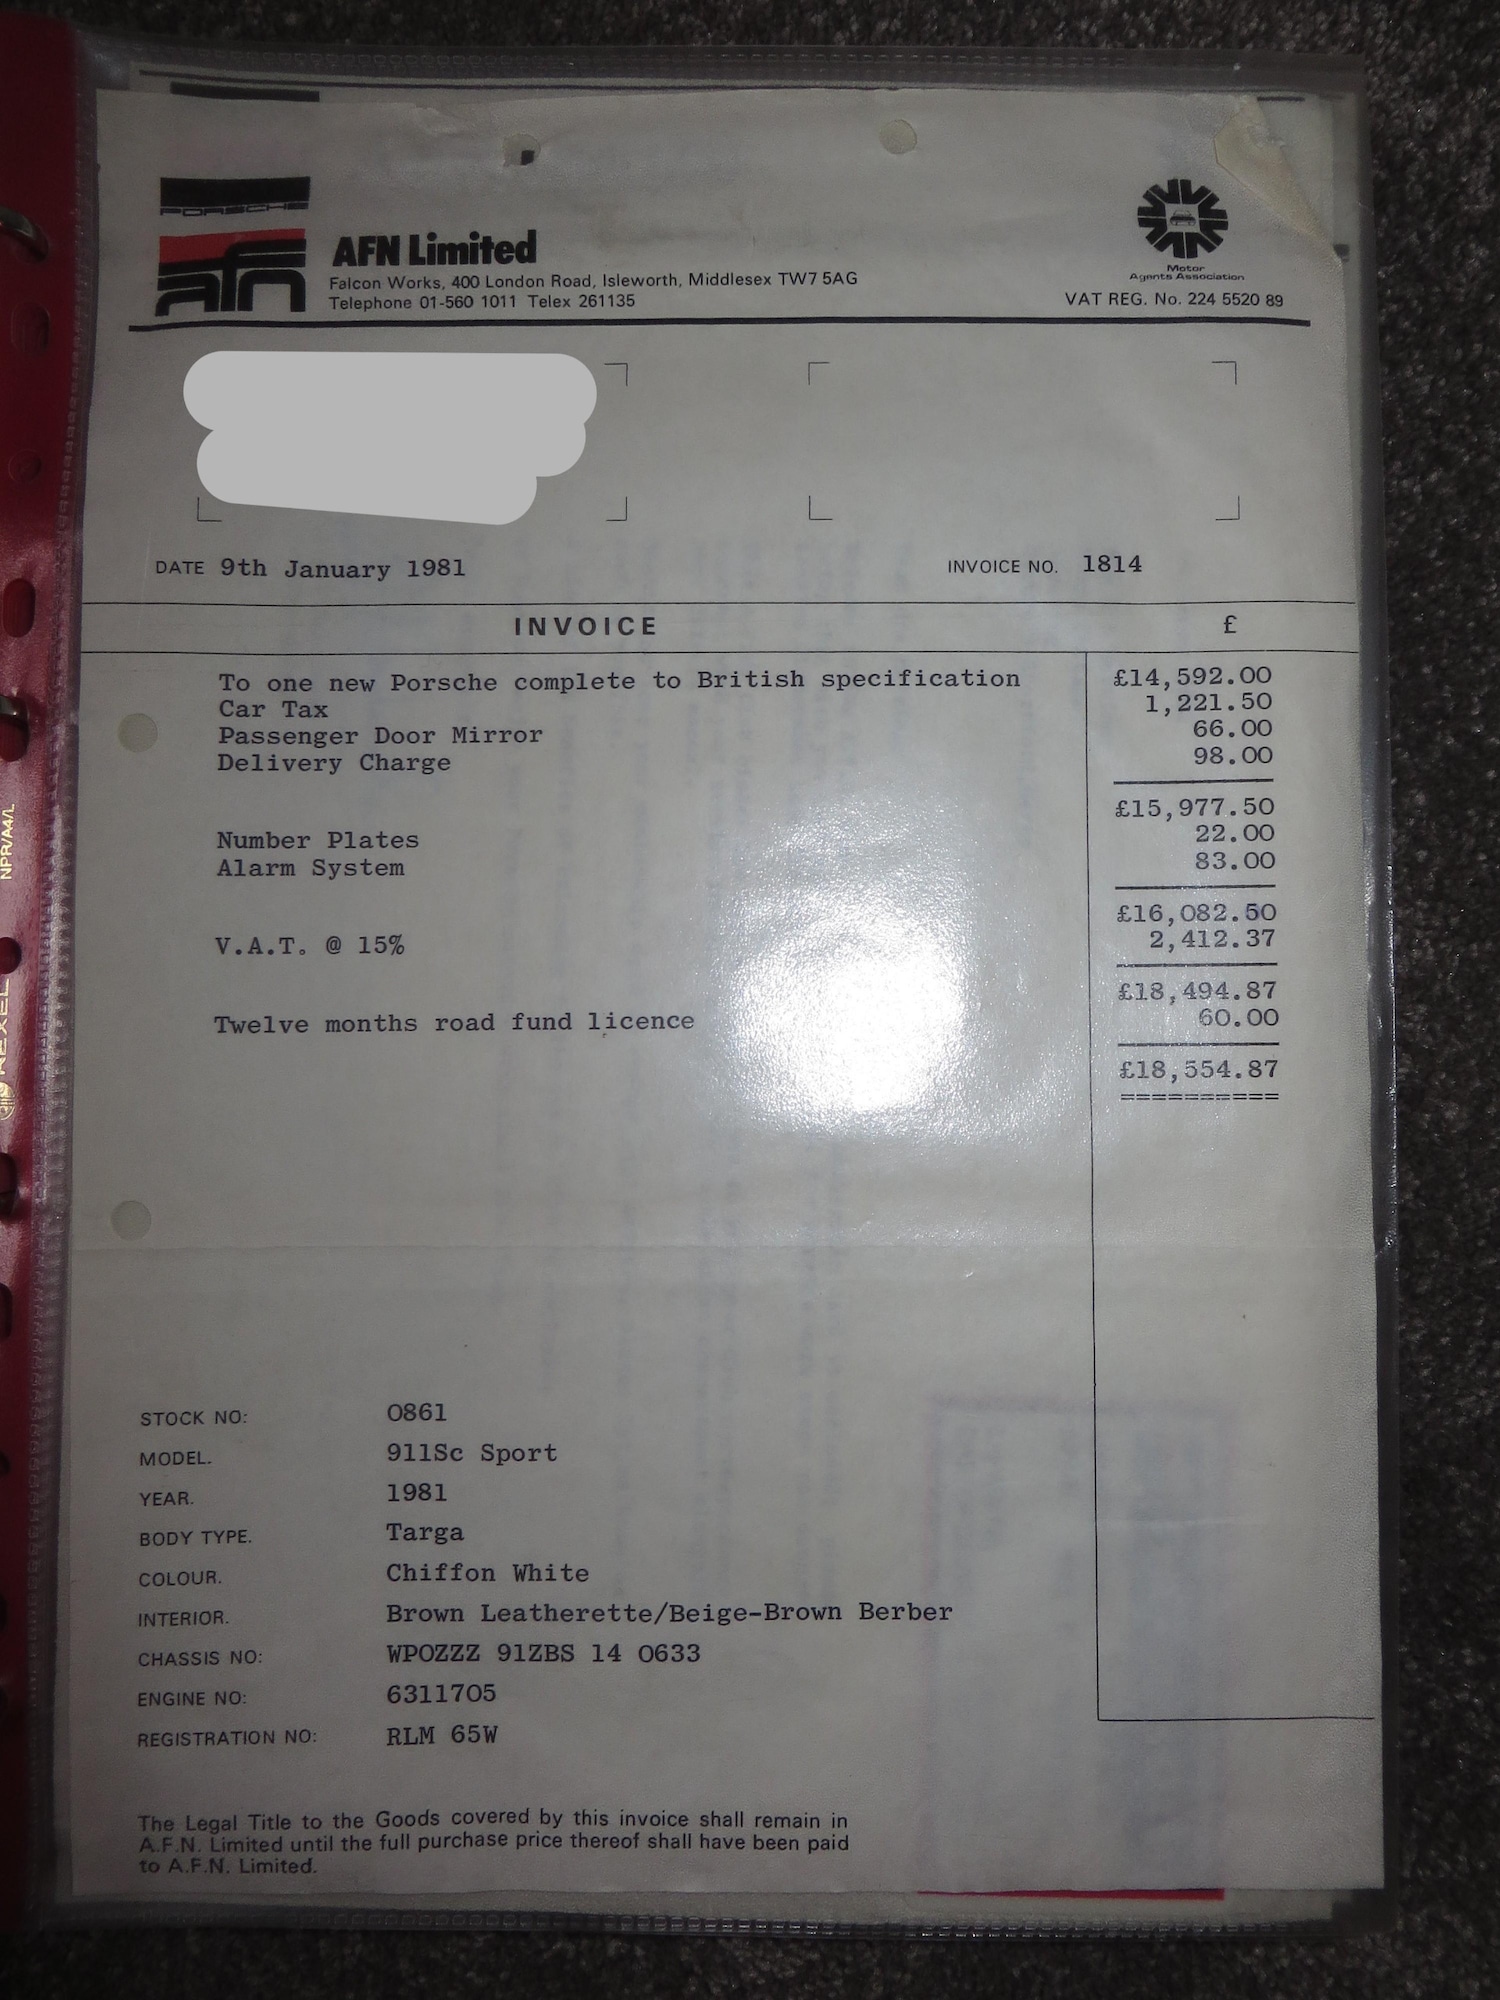 PORSCHE
afn
AFN Limited
Falcon Works, 400 London Road, Isleworth, Middlesex TW7 5AG
Telephone 01-560 1011 Telex 261135
Motor
Agents Association
VAT REG. No. 224 5520 89
DATE 9th January 1981
INVOICE NO. 1814
INVOICE £
To one new Porsche complete to British specification £14,592.00
Car Tax 1,221.50
Passenger Door Mirror 66.00
Delivery Charge 98.00
£15,977.50
Number Plates 22.00
Alarm System 83.00
£16,082.50
V.A.T. @ 15% 2,412.37
£18,494.87
Twelve months road fund licence 60.00
£18,554.87
==========
STOCK NO: O861
MODEL. 911Sc Sport
YEAR. 1981
BODY TYPE. Targa
COLOUR. Chiffon White
INTERIOR. Brown Leatherette/Beige-Brown Berber
CHASSIS NO: WPOZZZ 91ZBS 14 O633
ENGINE NO: 6311705
REGISTRATION NO: RLM 65W
The Legal Title to the Goods covered by this invoice shall remain in
A.F.N. Limited until the full purchase price thereof shall have been paid
to A.F.N. Limited.
NPR/A4/L
REXEL